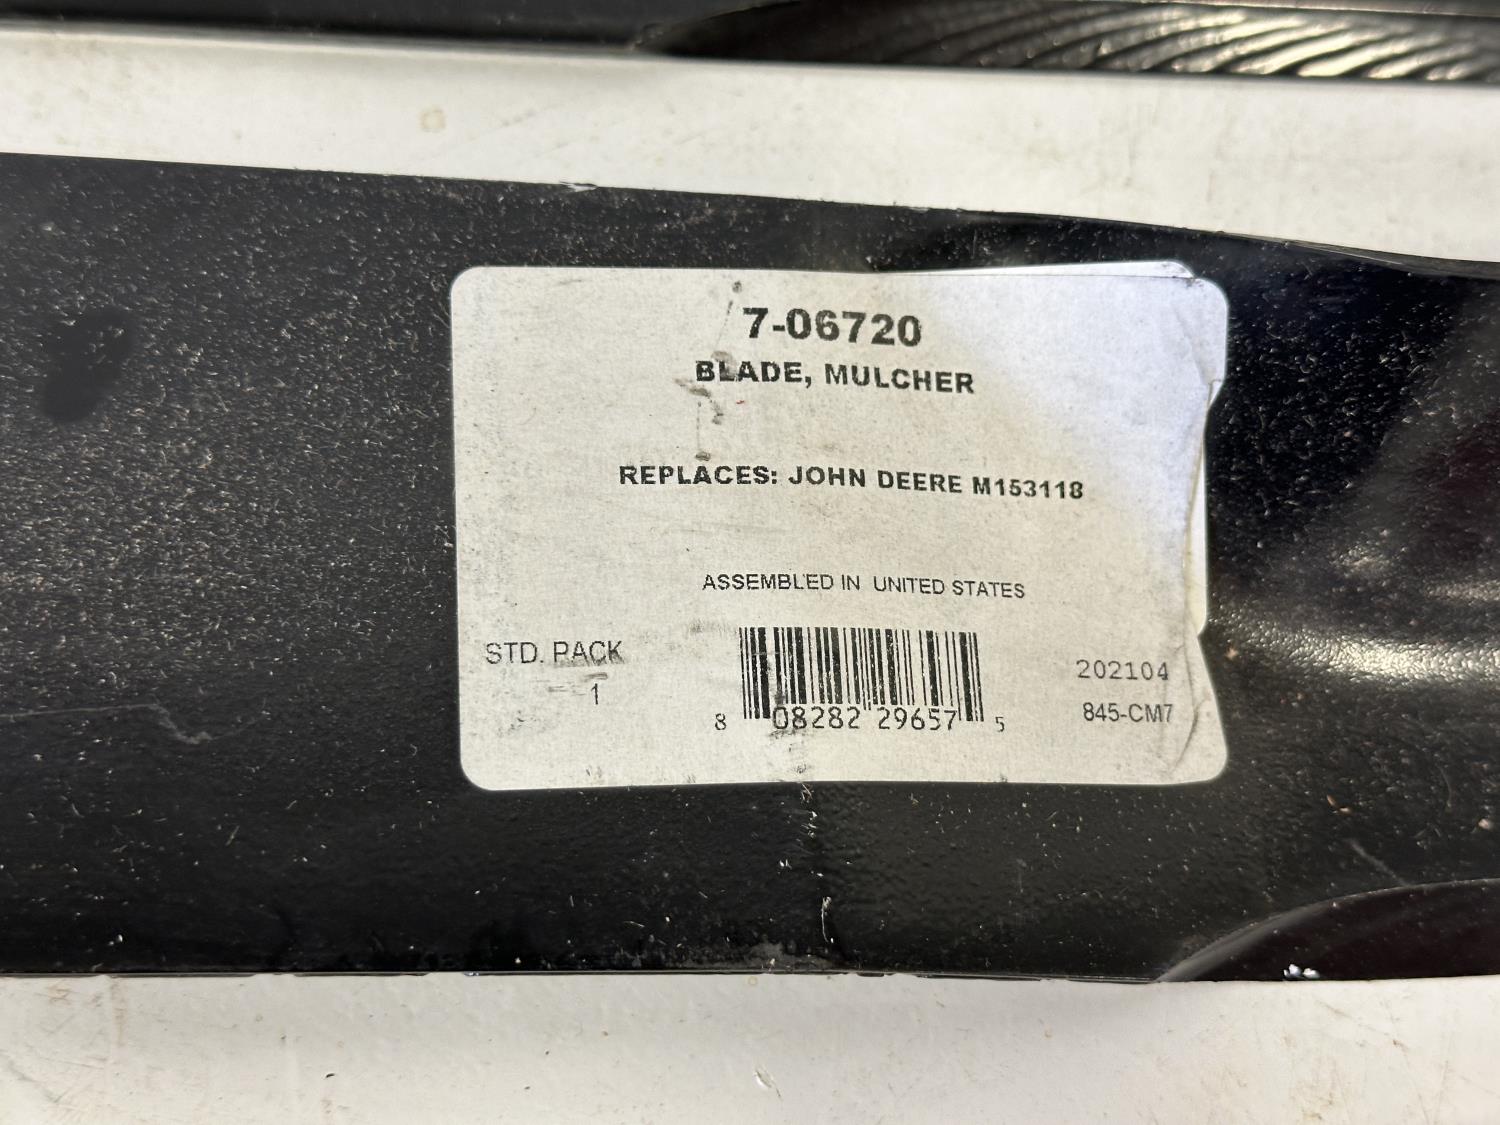 7-06720
BLADE, MULCHER
REPLACES: JOHN DEERE M153118
ASSEMBLED IN UNITED STATES
STD. PACK
1
8 08282 29657 5
202104
845-CM7